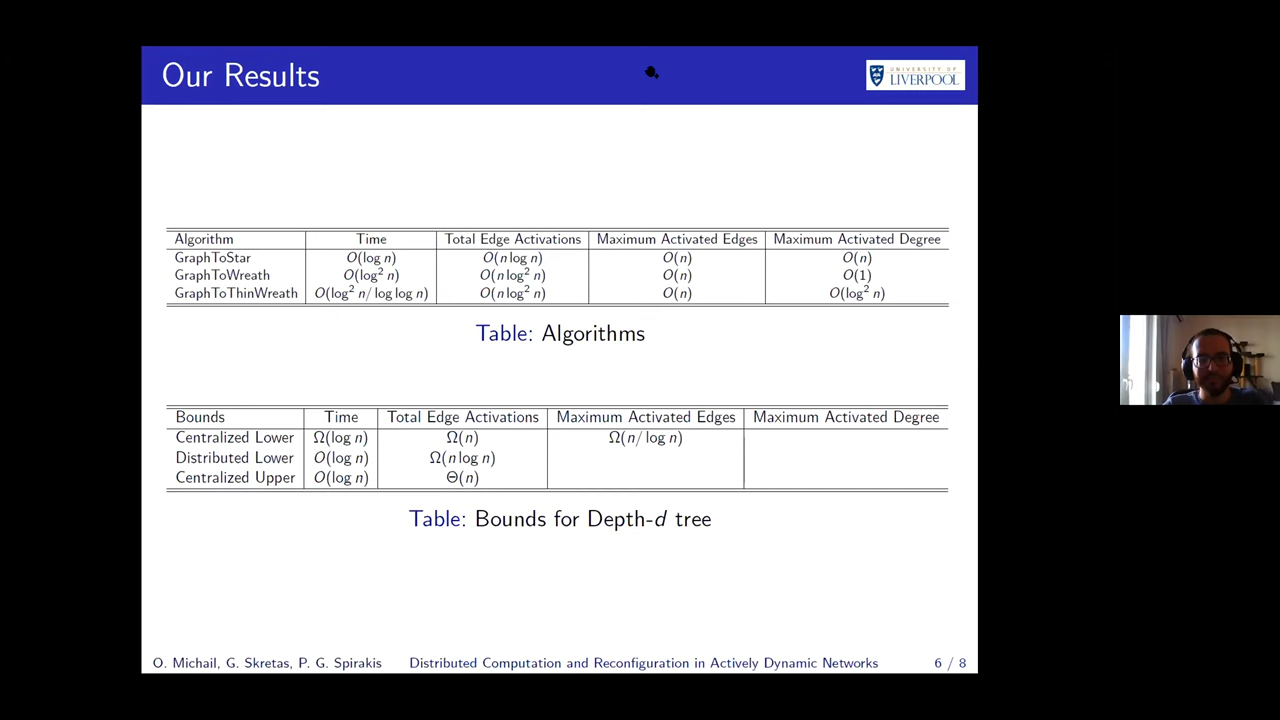 Our Results
UNIVERSITY OF
LIVERPOOL
Algorithm Time Total Edge Activations Maximum Activated Edges Maximum Activated Degree
GraphToStar O(log n) O(n log n) O(n) O(n)
GraphToWreath O(log² n) O(n log² n) O(n) O(1)
GraphToThinWreath O(log² n/ log log n) O(n log² n) O(n) O(log² n)
Table: Algorithms
Bounds Time Total Edge Activations Maximum Activated Edges Maximum Activated Degree
Centralized Lower Ω(log n) Ω(n) Ω(n/ log n)
Distributed Lower O(log n) Ω(n log n)
Centralized Upper O(log n) Θ(n)
Table: Bounds for Depth-d tree
O. Michail, G. Skretas, P. G. Spirakis Distributed Computation and Reconfiguration in Actively Dynamic Networks 6 / 8